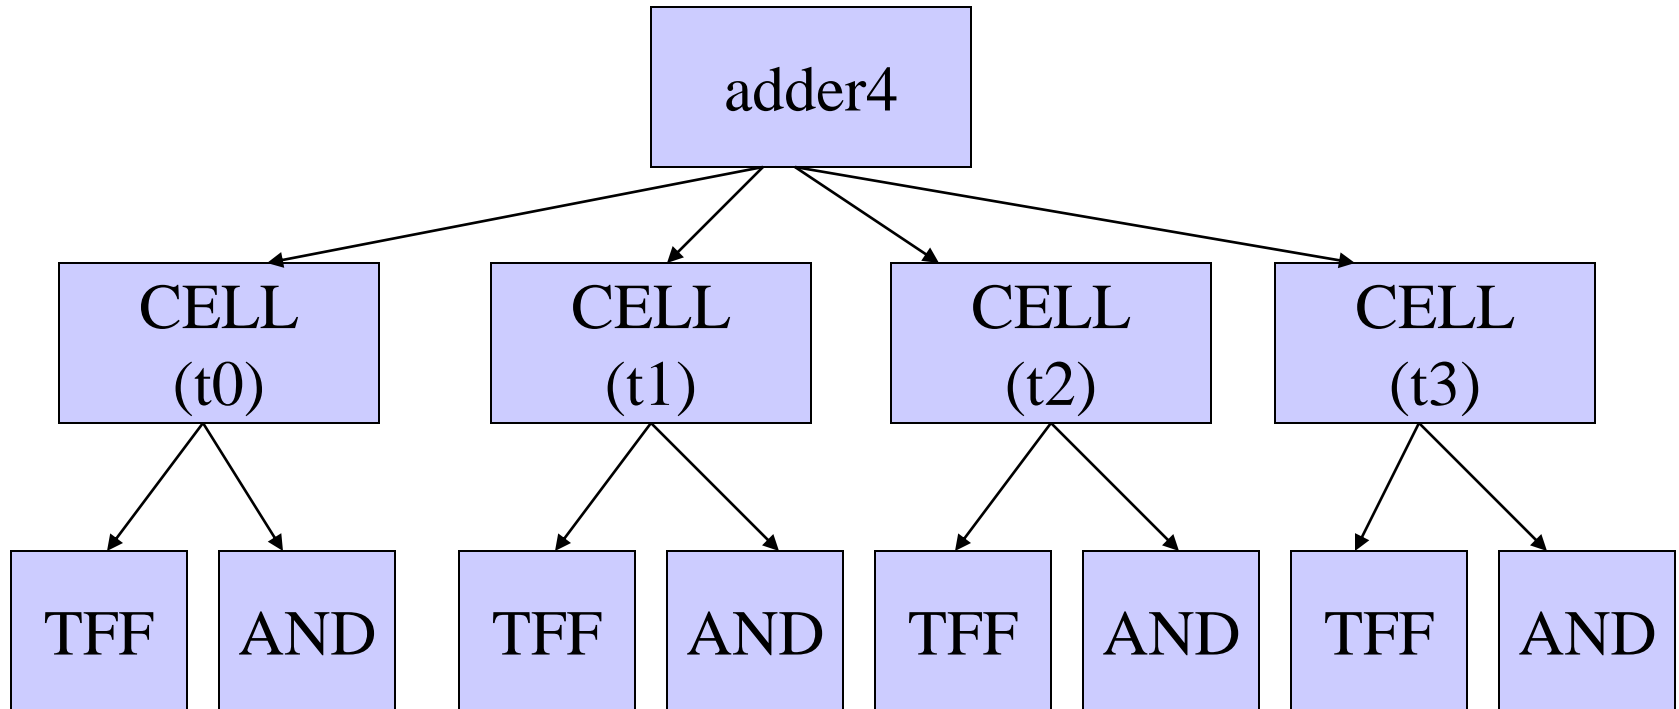 adder4
CELL
(t0)
CELL
(t1)
CELL
(t2)
CELL
(t3)
TFF
AND
TFF
AND
TFF
AND
TFF
AND